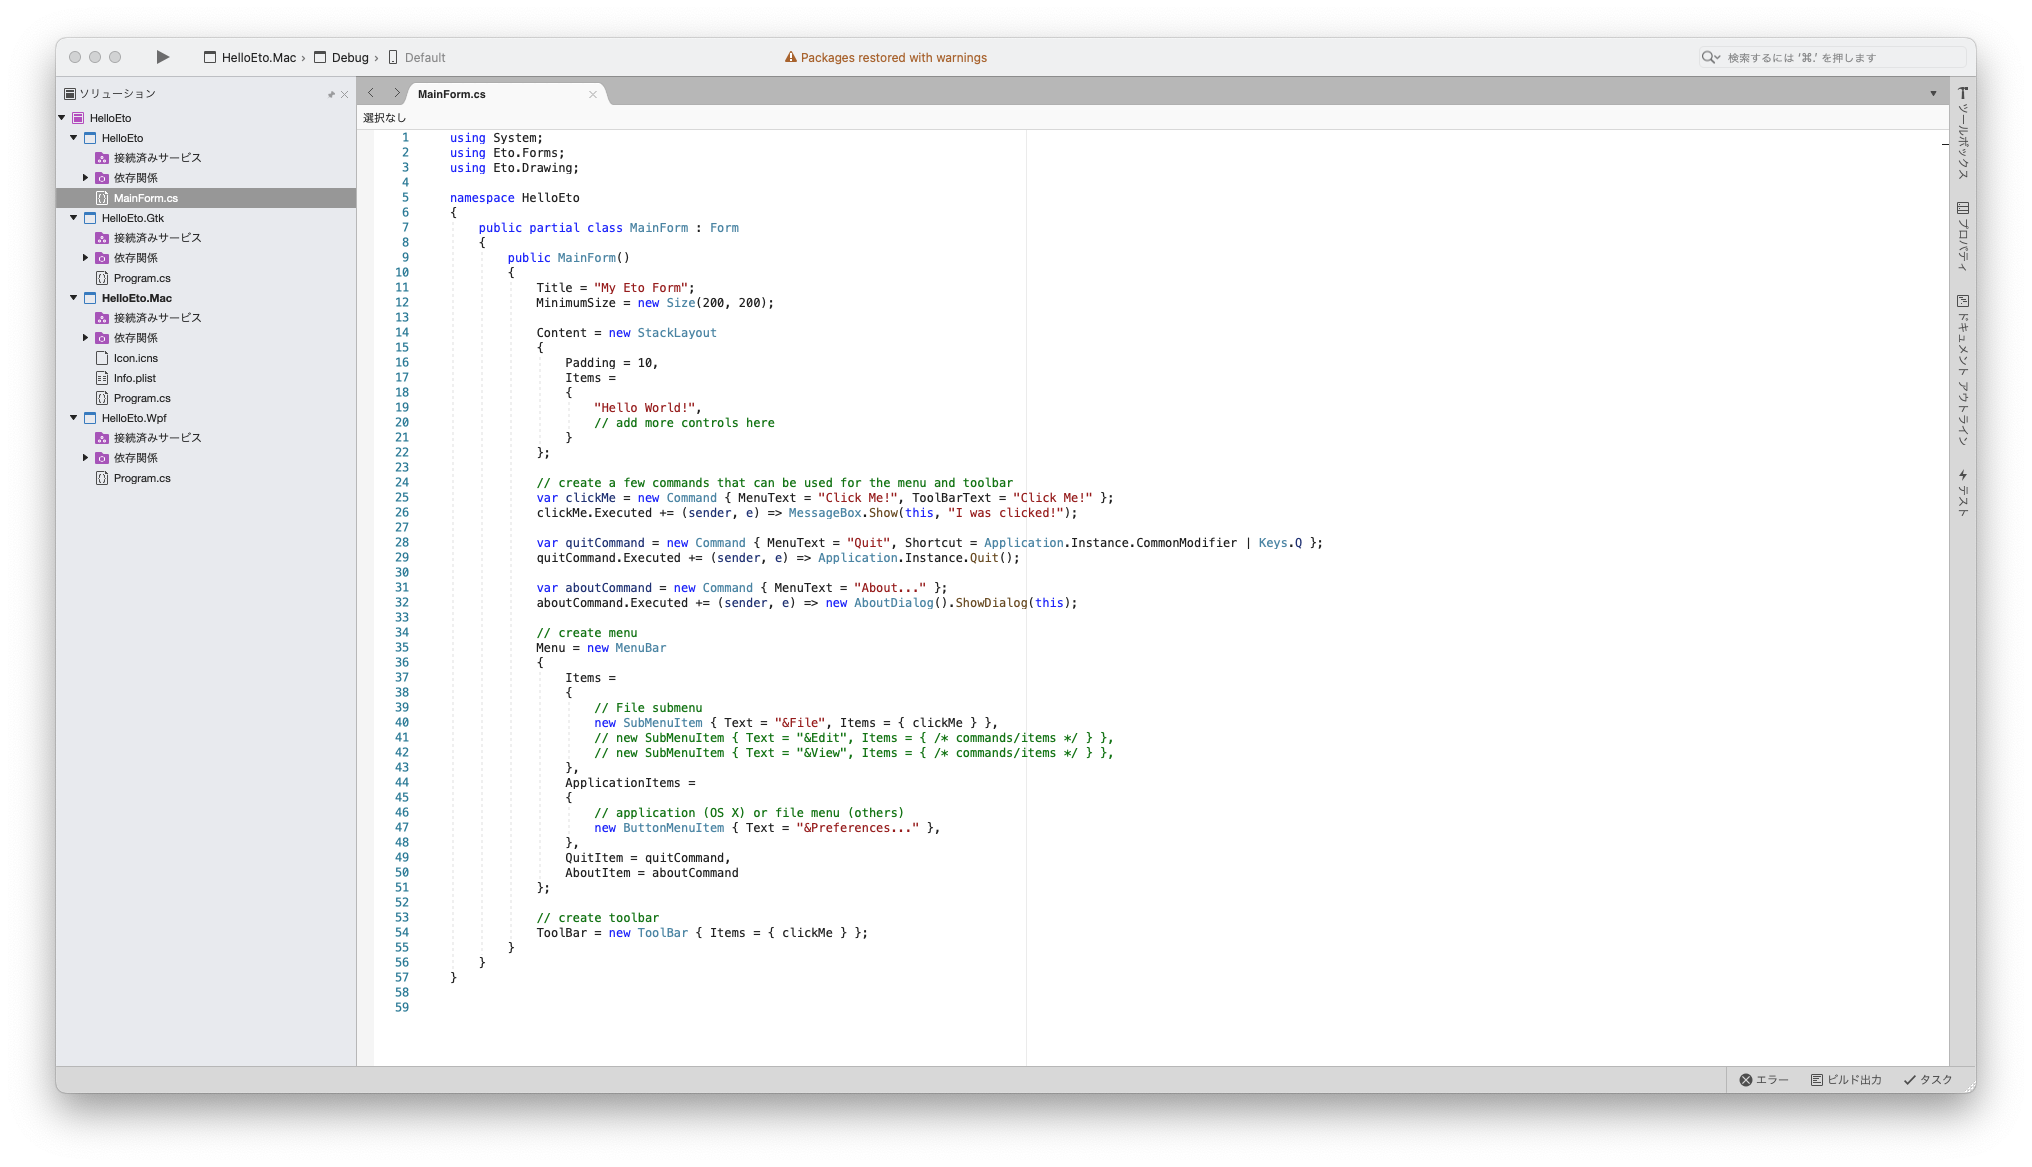 HelloEto.Mac › Debug › Default
Packages restored with warnings
検索するには '⌘.' を押します
ソリューション
HelloEto
HelloEto
接続済みサービス
依存関係
MainForm.cs
HelloEto.Gtk
接続済みサービス
依存関係
Program.cs
HelloEto.Mac
接続済みサービス
依存関係
Icon.icns
Info.plist
Program.cs
HelloEto.Wpf
接続済みサービス
依存関係
Program.cs
MainForm.cs
選択なし
1 using System;
2 using Eto.Forms;
3 using Eto.Drawing;
4
5 namespace HelloEto
6 {
7 public partial class MainForm : Form
8 {
9 public MainForm()
10 {
11 Title = "My Eto Form";
12 MinimumSize = new Size(200, 200);
13
14 Content = new StackLayout
15 {
16 Padding = 10,
17 Items =
18 {
19 "Hello World!",
20 // add more controls here
21 }
22 };
23
24 // create a few commands that can be used for the menu and toolbar
25 var clickMe = new Command { MenuText = "Click Me!", ToolBarText = "Click Me!" };
26 clickMe.Executed += (sender, e) => MessageBox.Show(this, "I was clicked!");
27
28 var quitCommand = new Command { MenuText = "Quit", Shortcut = Application.Instance.CommonModifier | Keys.Q };
29 quitCommand.Executed += (sender, e) => Application.Instance.Quit();
30
31 var aboutCommand = new Command { MenuText = "About..." };
32 aboutCommand.Executed += (sender, e) => new AboutDialog().ShowDialog(this);
33
34 // create menu
35 Menu = new MenuBar
36 {
37 Items =
38 {
39 // File submenu
40 new SubMenuItem { Text = "&File", Items = { clickMe } },
41 // new SubMenuItem { Text = "&Edit", Items = { /* commands/items */ } },
42 // new SubMenuItem { Text = "&View", Items = { /* commands/items */ } },
43 },
44 ApplicationItems =
45 {
46 // application (OS X) or file menu (others)
47 new ButtonMenuItem { Text = "&Preferences..." },
48 },
49 QuitItem = quitCommand,
50 AboutItem = aboutCommand
51 };
52
53 // create toolbar
54 ToolBar = new ToolBar { Items = { clickMe } };
55 }
56 }
57 }
58
59
ツールボックス
プロパティ
ドキュメント アウトライン
テスト
エラー
ビルド出力
タスク